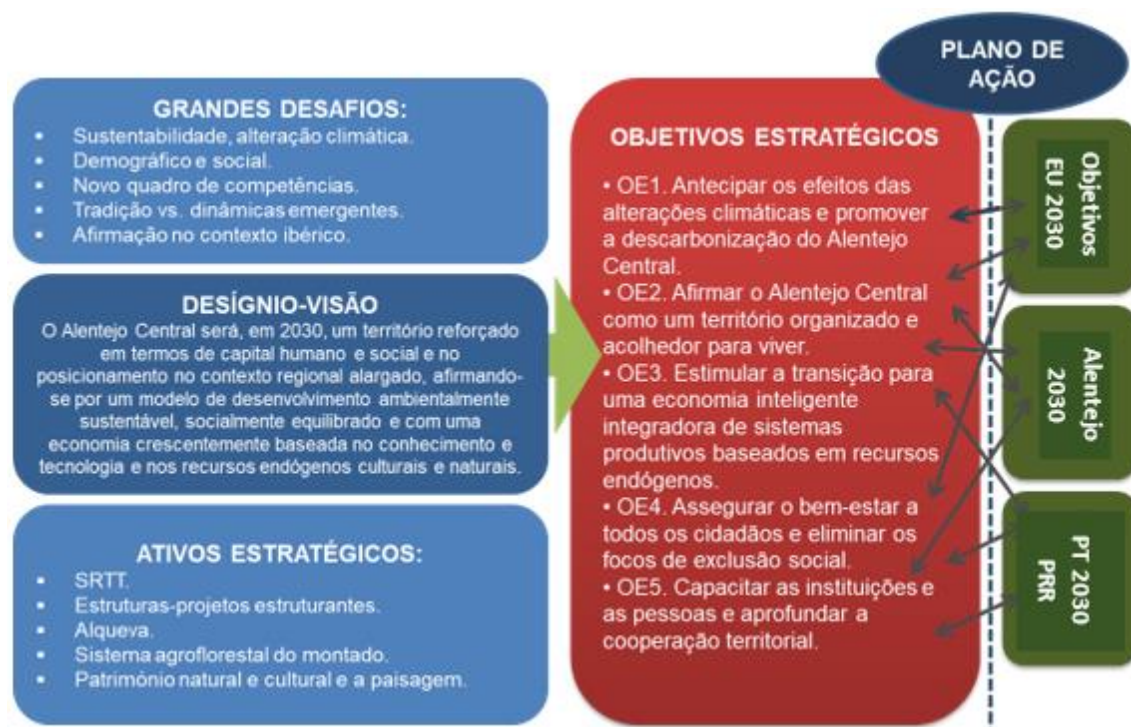 GRANDES DESAFIOS:
▪ Sustentabilidade, alteração climática.
▪ Demográfico e social.
▪ Novo quadro de competências.
▪ Tradição vs. dinâmicas emergentes.
▪ Afirmação no contexto ibérico.
DESÍGNIO-VISÃO
O Alentejo Central será, em 2030, um território reforçado
em termos de capital humano e social e no
posicionamento no contexto regional alargado, afirmando-
se por um modelo de desenvolvimento ambientalmente
sustentável, socialmente equilibrado e com uma
economia crescentemente baseada no conhecimento e
tecnologia e nos recursos endógenos culturais e naturais.
ATIVOS ESTRATÉGICOS:
▪ SRTT.
▪ Estruturas-projetos estruturantes.
▪ Alqueva.
▪ Sistema agroflorestal do montado.
▪ Património natural e cultural e a paisagem.
OBJETIVOS ESTRATÉGICOS
• OE1. Antecipar os efeitos das
alterações climáticas e promover
a descarbonização do Alentejo
Central.
• OE2. Afirmar o Alentejo Central
como um território organizado e
acolhedor para viver.
• OE3. Estimular a transição para
uma economia inteligente
integradora de sistemas
produtivos baseados em recursos
endógenos.
• OE4. Assegurar o bem-estar a
todos os cidadãos e eliminar os
focos de exclusão social.
• OE5. Capacitar as instituições e
as pessoas e aprofundar a
cooperação territorial.
PLANO DE
AÇÃO
Objetivos
EU 2030
Alentejo
2030
PT 2030
PRR